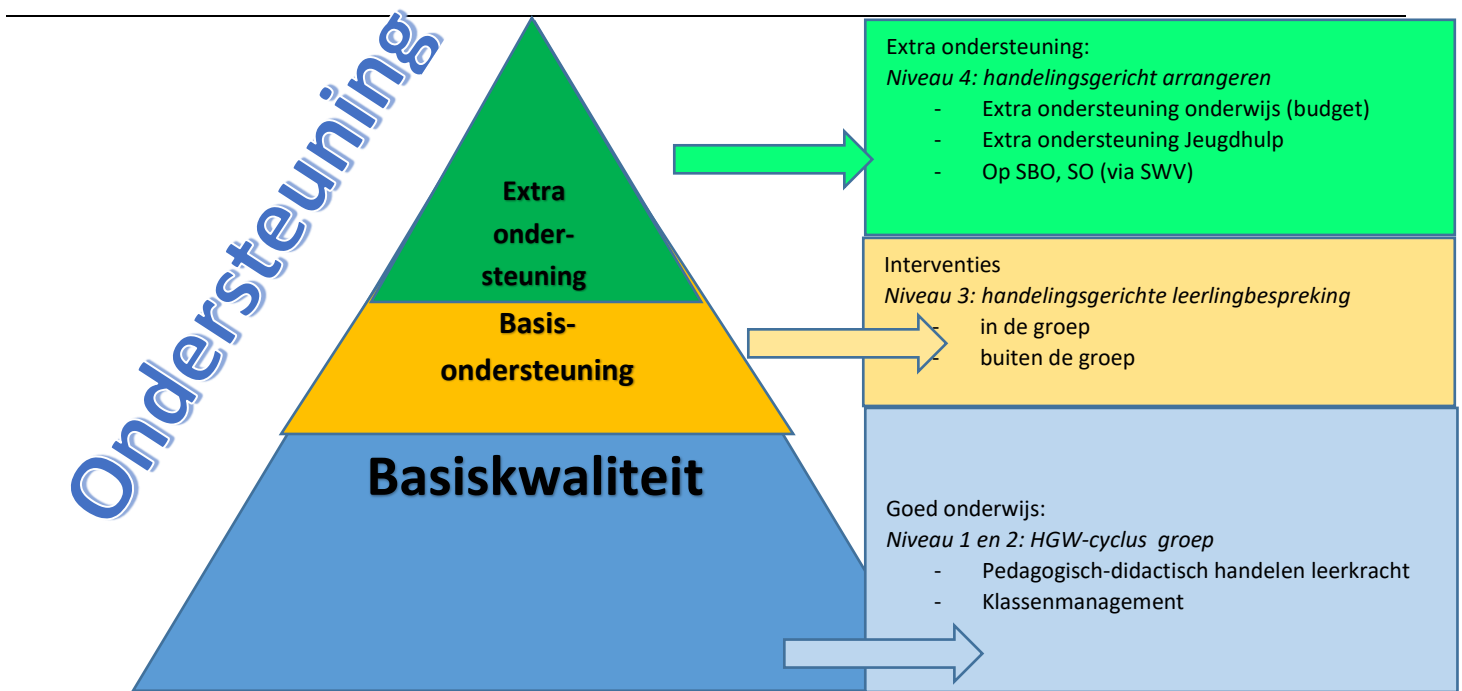 Ondersteuning
Extra
onder-
steuning
Basis-
ondersteuning
Basiskwaliteit
Extra ondersteuning:
Niveau 4: handelingsgericht arrangeren
- Extra ondersteuning onderwijs (budget)
- Extra ondersteuning Jeugdhulp
- Op SBO, SO (via SWV)
Interventies
Niveau 3: handelingsgerichte leerlingbespreking
- in de groep
- buiten de groep
Goed onderwijs:
Niveau 1 en 2: HGW-cyclus groep
- Pedagogisch-didactisch handelen leerkracht
- Klassenmanagement